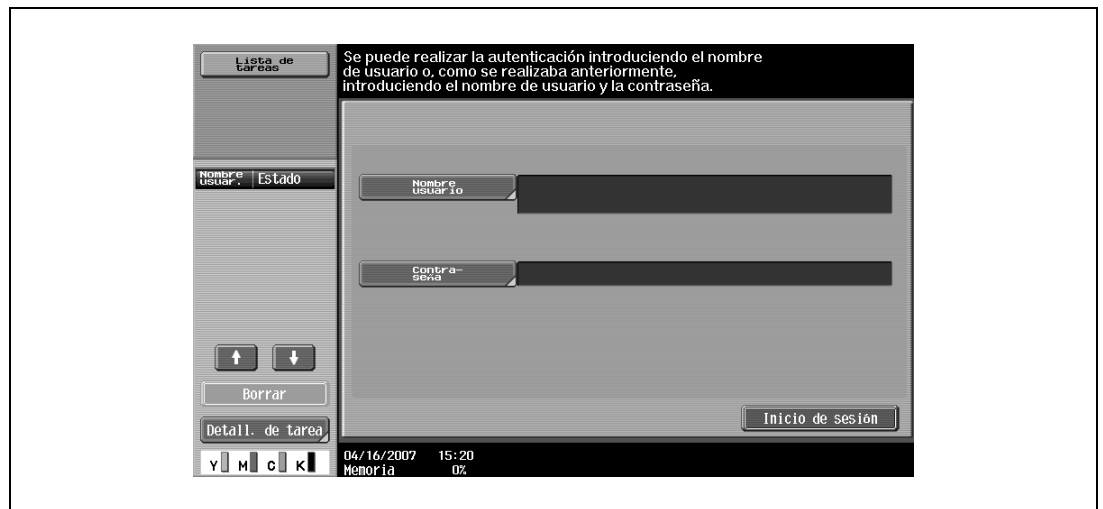 Lista de
tareas
Se puede realizar la autenticación introduciendo el nombre
de usuario o, como se realizaba anteriormente,
introduciendo el nombre de usuario y la contraseña.
Nombre
usuar.
Estado
Nombre
usuario
Contra-
seña
Borrar
Detall. de tarea
Inicio de sesión
Y M C K
04/16/2007 15:20
Memoria 0%